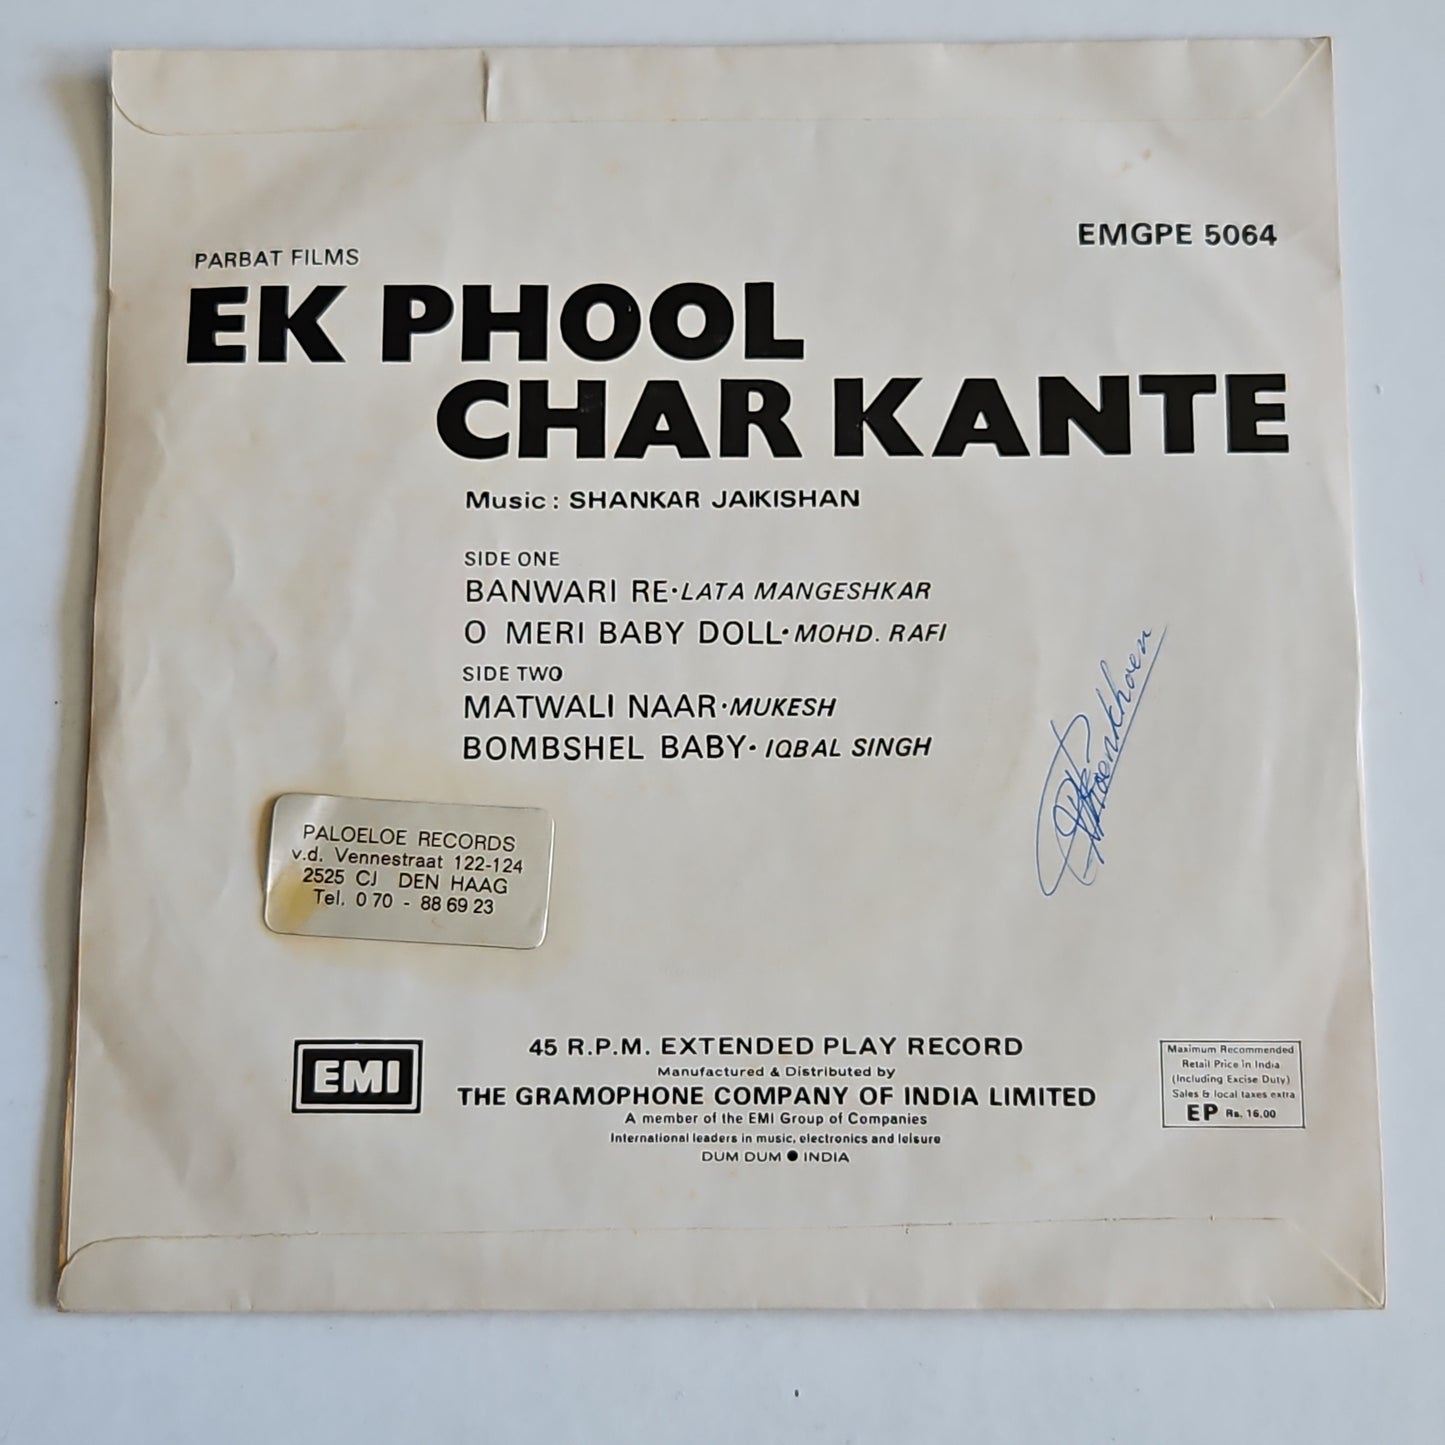 EMGPE 5064
PARBAT FILMS
EK PHOOL
CHAR KANTE
Music : SHANKAR JAIKISHAN
SIDE ONE
BANWARI RE • LATA MANGESHKAR
O MERI BABY DOLL • MOHD. RAFI
SIDE TWO
MATWALI NAAR • MUKESH
BOMBSHEL BABY • IQBAL SINGH
PALOELOE RECORDS
v.d. Vennestraat 122-124
2525 CJ DEN HAAG
Tel. 0 70 - 88 69 23
EMI
45 R.P.M. EXTENDED PLAY RECORD
Manufactured & Distributed by
THE GRAMOPHONE COMPANY OF INDIA LIMITED
A member of the EMI Group of Companies
International leaders in music, electronics and leisure
DUM DUM ● INDIA
Maximum Recommended
Retail Price in India
(Including Excise Duty)
Sales & local taxes extra
EP Rs. 16.00